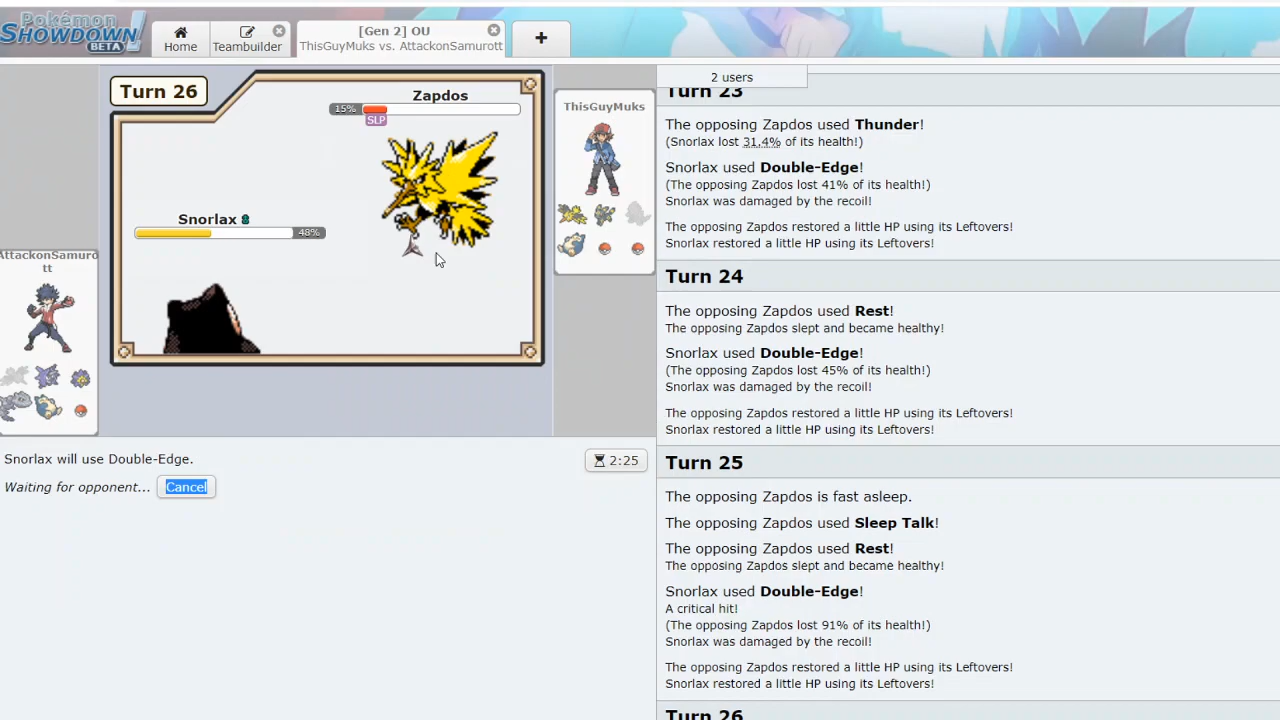 Pokémon
SHOWDOWN!
BETA
Home
Teambuilder
[Gen 2] OU
ThisGuyMuks vs. AttackonSamurott
+
Turn 26
Zapdos
15%
SLP
Snorlax
48%
ThisGuyMuks
AttackonSamuro
tt
Snorlax will use Double-Edge.
2:25
Waiting for opponent... Cancel
2 users
Turn 23
The opposing Zapdos used Thunder!
(Snorlax lost 31.4% of its health!)
Snorlax used Double-Edge!
(The opposing Zapdos lost 41% of its health!)
Snorlax was damaged by the recoil!
The opposing Zapdos restored a little HP using its Leftovers!
Snorlax restored a little HP using its Leftovers!
Turn 24
The opposing Zapdos used Rest!
The opposing Zapdos slept and became healthy!
Snorlax used Double-Edge!
(The opposing Zapdos lost 45% of its health!)
Snorlax was damaged by the recoil!
The opposing Zapdos restored a little HP using its Leftovers!
Snorlax restored a little HP using its Leftovers!
Turn 25
The opposing Zapdos is fast asleep.
The opposing Zapdos used Sleep Talk!
The opposing Zapdos used Rest!
The opposing Zapdos slept and became healthy!
Snorlax used Double-Edge!
A critical hit!
(The opposing Zapdos lost 91% of its health!)
Snorlax was damaged by the recoil!
The opposing Zapdos restored a little HP using its Leftovers!
Snorlax restored a little HP using its Leftovers!
Turn 26